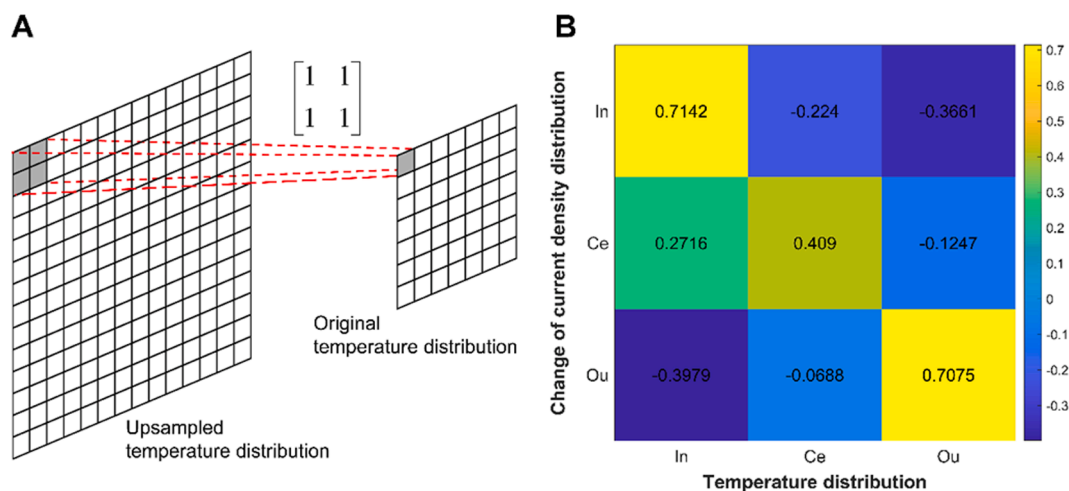 A
1 1
1 1
Original
temperature distribution
Upsampled
temperature distribution
B
Change of current density distribution
In
0.7142
-0.224
-0.3661
Ce
0.2716
0.409
-0.1247
Ou
-0.3979
-0.0688
0.7075
In
Ce
Ou
Temperature distribution
0.7
0.6
0.5
0.4
0.3
0.2
0.1
0
-0.1
-0.2
-0.3